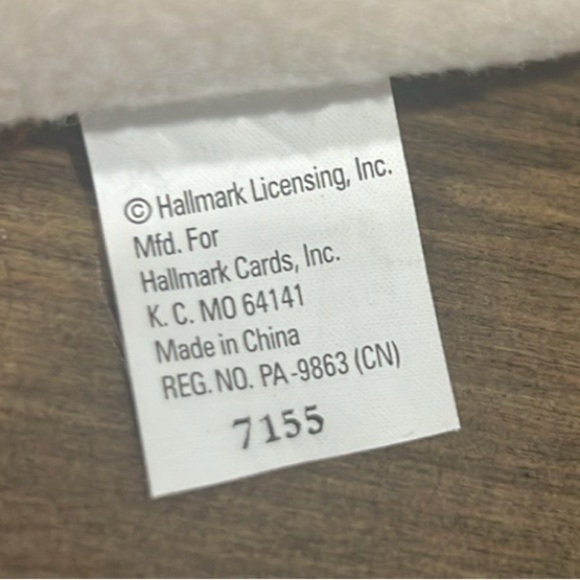 © Hallmark Licensing, Inc.
Mfd. For
Hallmark Cards, Inc.
K. C. MO 64141
Made in China
REG. NO. PA-9863 (CN)
7155